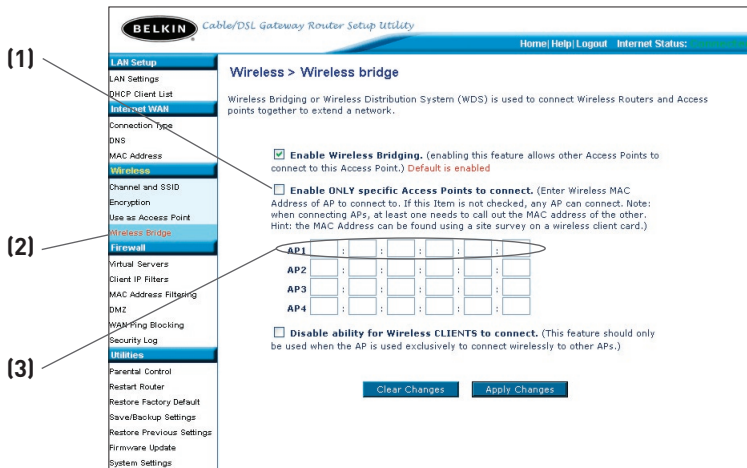 BELKIN Cable/DSL Gateway Router Setup Utility
Home| Help| Logout Internet Status:
(1)
(2)
(3)
LAN Setup
LAN Settings
DHCP Client List
Internet WAN
Connection Type
DNS
MAC Address
Wireless
Channel and SSID
Encryption
Use as Access Point
Wireless Bridge
Firewall
Virtual Servers
Client IP Filters
MAC Address Filtering
DMZ
WAN Ping Blocking
Security Log
Utilities
Parental Control
Restart Router
Restore Factory Default
Save/Backup Settings
Restore Previous Settings
Firmware Update
System Settings
Wireless > Wireless bridge
Wireless Bridging or Wireless Distribution System (WDS) is used to connect Wireless Routers and Access
points together to extend a network.
Enable Wireless Bridging. (enabling this feature allows other Access Points to
connect to this Access Point.) Default is enabled
Enable ONLY specific Access Points to connect. (Enter Wireless MAC
Address of AP to connect to. If this Item is not checked, any AP can connect. Note:
when connecting APs, at least one needs to call out the MAC address of the other.
Hint: the MAC Address can be found using a site survey on a wireless client card.)
AP1 : : : : :
AP2 : : : : :
AP3 : : : : :
AP4 : : : : :
Disable ability for Wireless CLIENTS to connect. (This feature should only
be used when the AP is used exclusively to connect wirelessly to other APs.)
Clear Changes Apply Changes